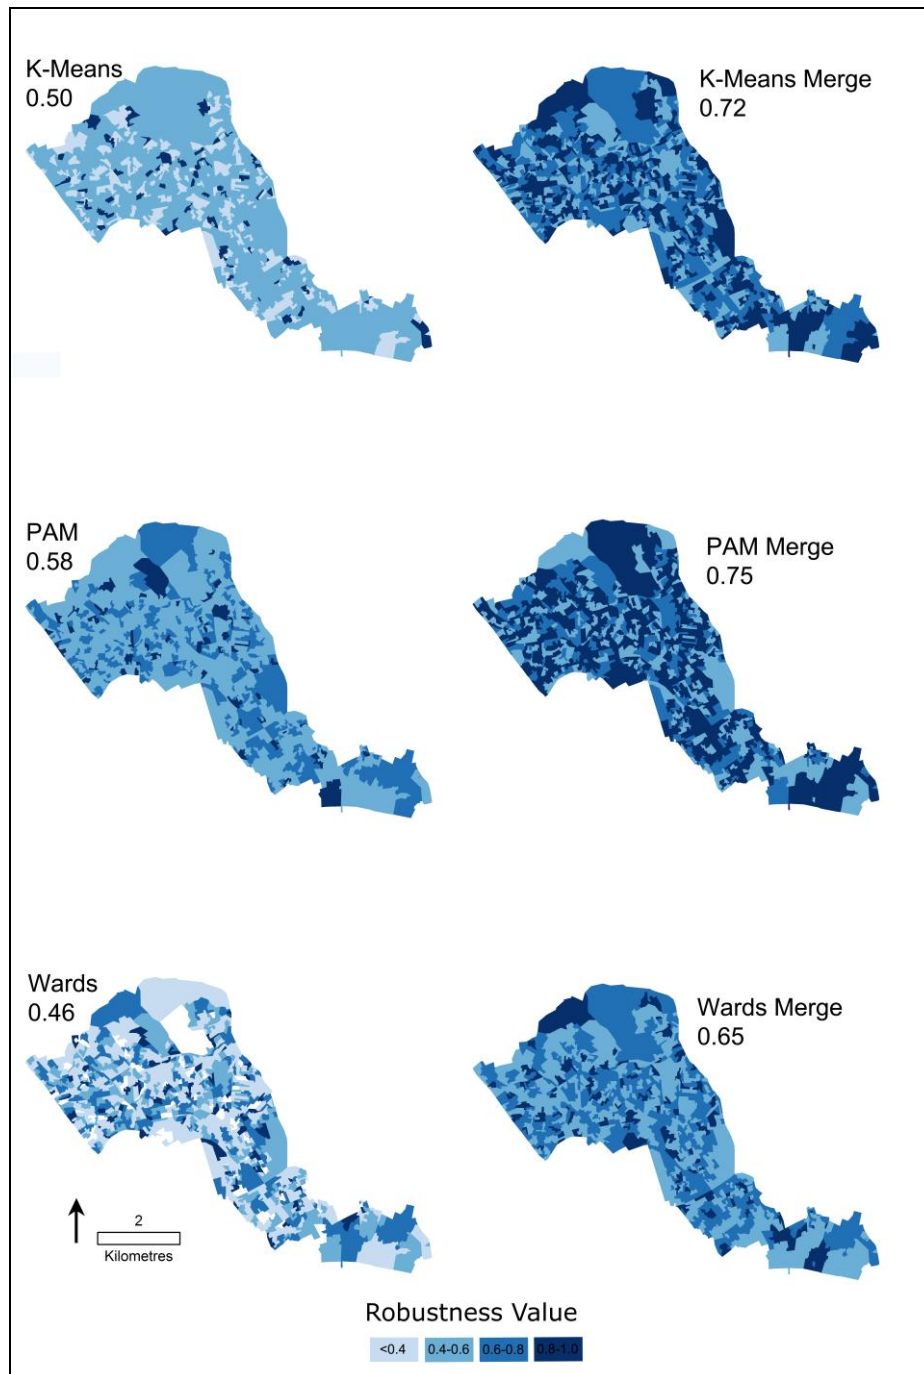 K-Means
0.50
K-Means Merge
0.72
PAM
0.58
PAM Merge
0.75
Wards
0.46
Wards Merge
0.65
2
Kilometres
Robustness Value
<0.4 0.4-0.6 0.6-0.8 0.8-1.0